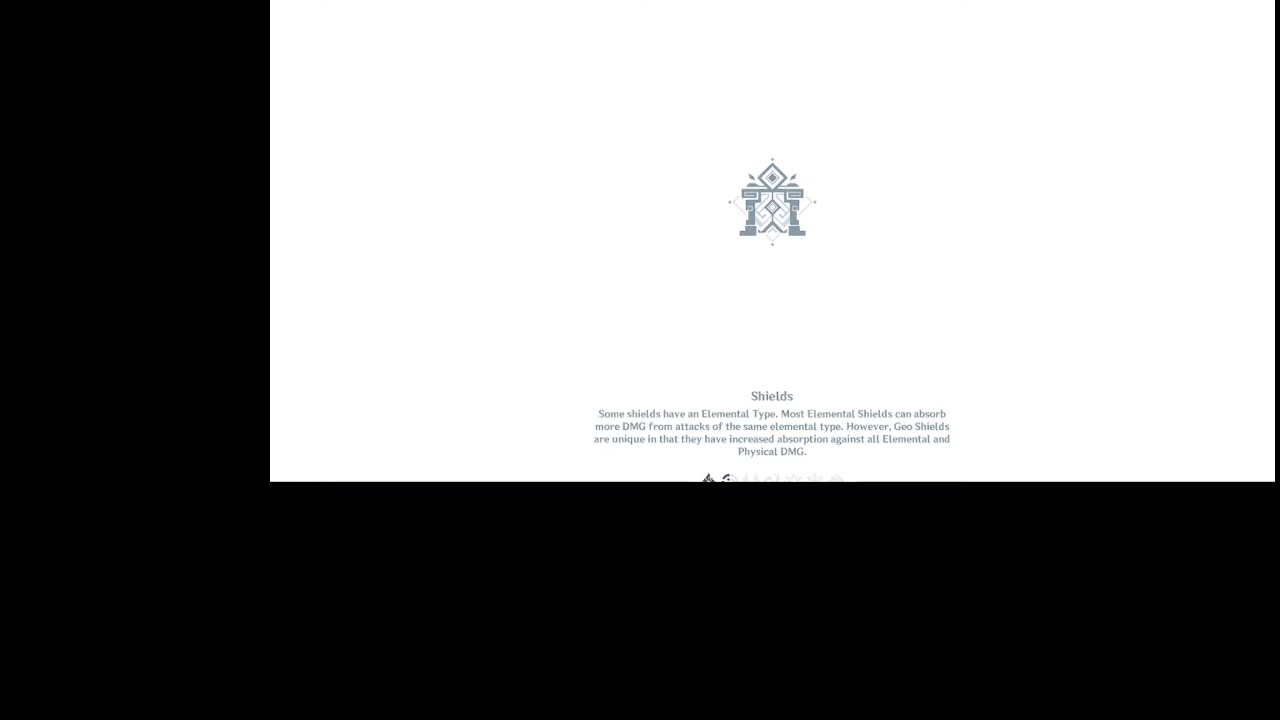 Shields
Some shields have an Elemental Type. Most Elemental Shields can absorb
more DMG from attacks of the same elemental type. However, Geo Shields
are unique in that they have increased absorption against all Elemental and
Physical DMG.